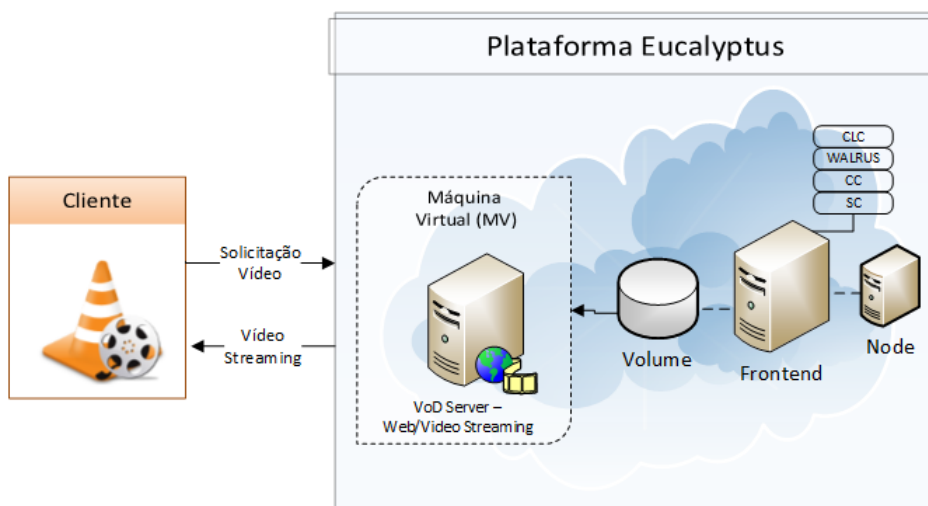 Plataforma Eucalyptus
CLC
WALRUS
CC
SC
Cliente
Máquina
Virtual (MV)
Solicitação
Vídeo
Vídeo
Streaming
Volume
Frontend
Node
VoD Server –
Web/Video Streaming